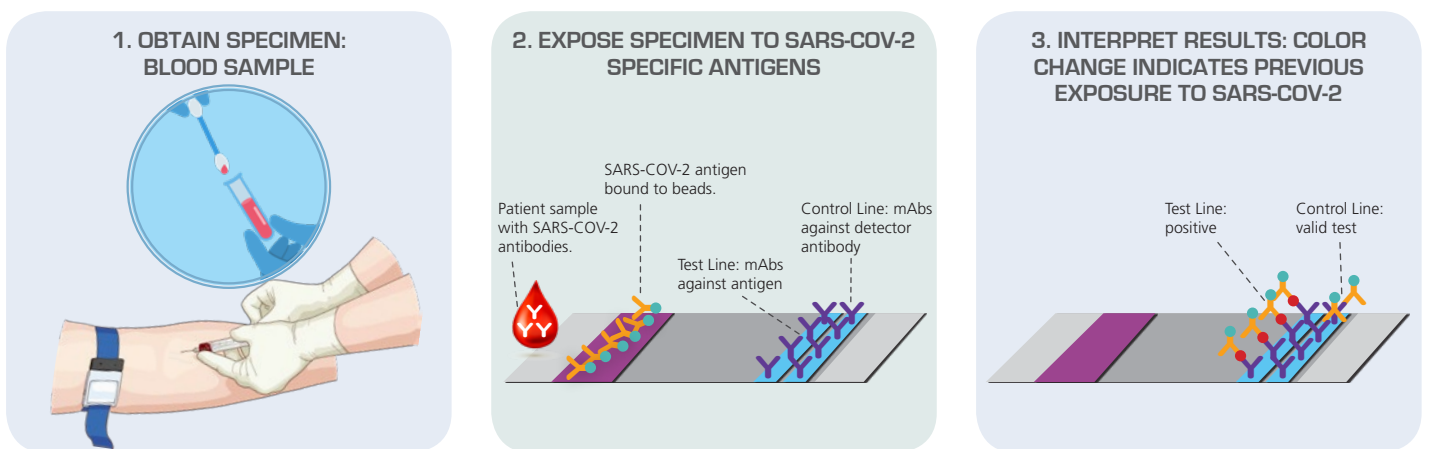 1. OBTAIN SPECIMEN:
BLOOD SAMPLE
2. EXPOSE SPECIMEN TO SARS-COV-2
SPECIFIC ANTIGENS
SARS-COV-2 antigen
bound to beads.
Patient sample
with SARS-COV-2
antibodies.
Control Line: mAbs
against detector
antibody
Test Line: mAbs
against antigen
3. INTERPRET RESULTS: COLOR
CHANGE INDICATES PREVIOUS
EXPOSURE TO SARS-COV-2
Test Line:
positive
Control Line:
valid test